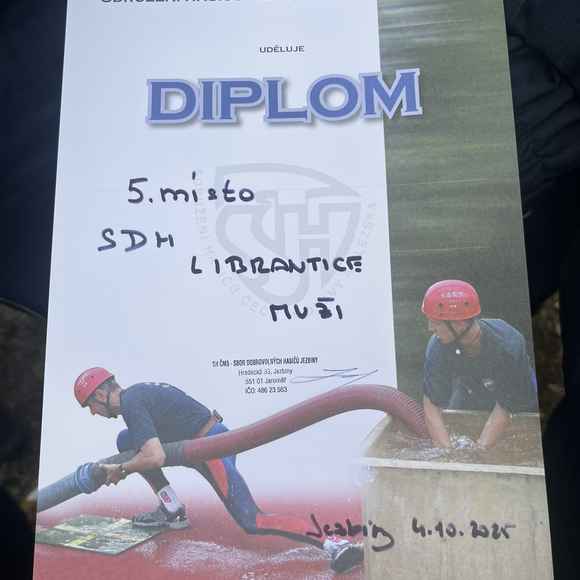 UDĚLUJE
DIPLOM
5. místo
SDH
LIBRANTICE
MUŽI
SH ČMS - SBOR DOBROVOLNÝCH HASIČŮ JEZBINY
Hradecká 33, Jezbiny
551 01 Jaroměř
IČO: 486 23 563
Jezbiny 4.10.2025